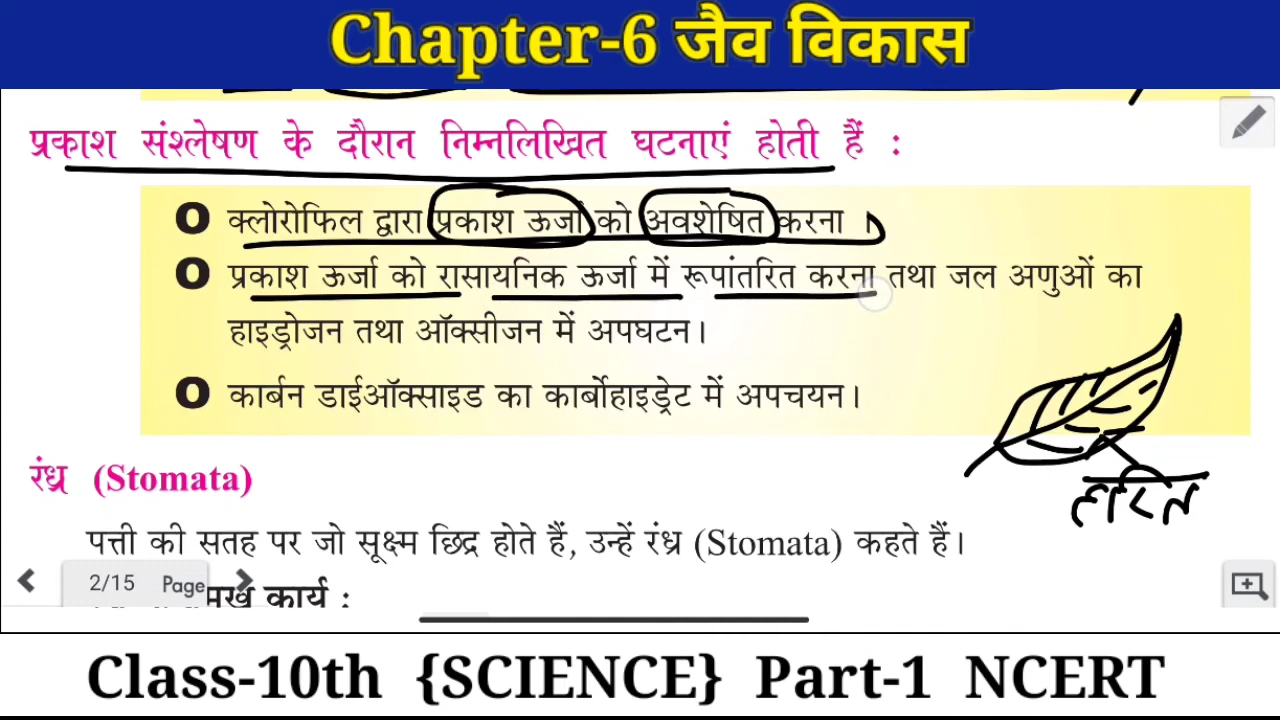 Chapter-6 जैव विकास
प्रकाश संश्लेषण के दौरान निम्नलिखित घटनाएं होती हैं :
O क्लोरोफिल द्वारा प्रकाश ऊर्जा को अवशेषित करना ।
O प्रकाश ऊर्जा को रासायनिक ऊर्जा में रूपांतरित करना तथा जल अणुओं का
हाइड्रोजन तथा ऑक्सीजन में अपघटन।
O कार्बन डाईऑक्साइड का कार्बोहाइड्रेट में अपचयन।
हरित
रंध्र (Stomata)
पत्ती की सतह पर जो सूक्ष्म छिद्र होते हैं, उन्हें रंध्र (Stomata) कहते हैं।
2/15 Page
कार्य :
Class-10th {SCIENCE} Part-1 NCERT